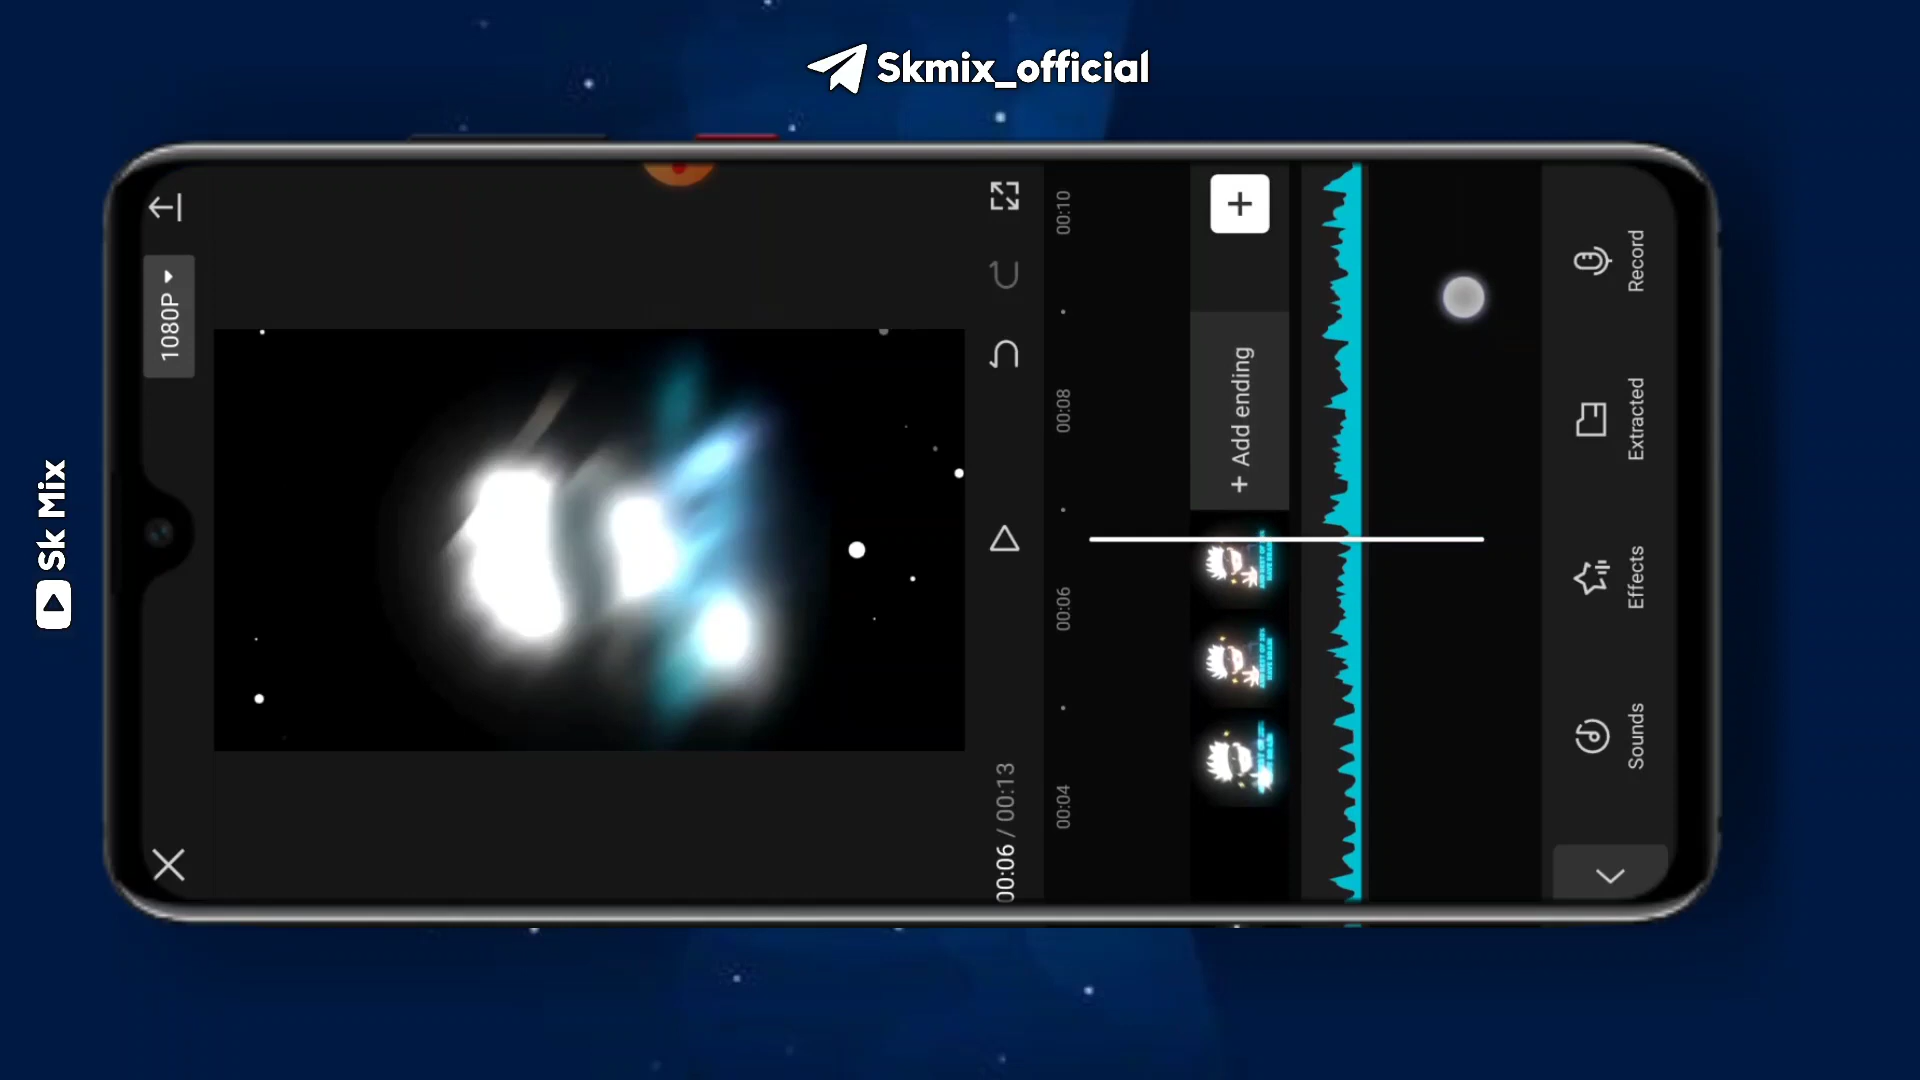 Skmix_official
Sk Mix
1080P
00:06 / 00:13
00:04
00:06
00:08
00:10
+ Add ending
Sounds
Effects
Extracted
Record